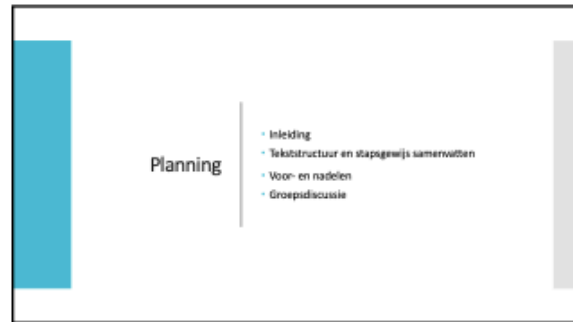 Planning
• Inleiding
• Tekststructuur en stapsgewijs samenvatten
• Voor- en nadelen
• Groepsdiscussie